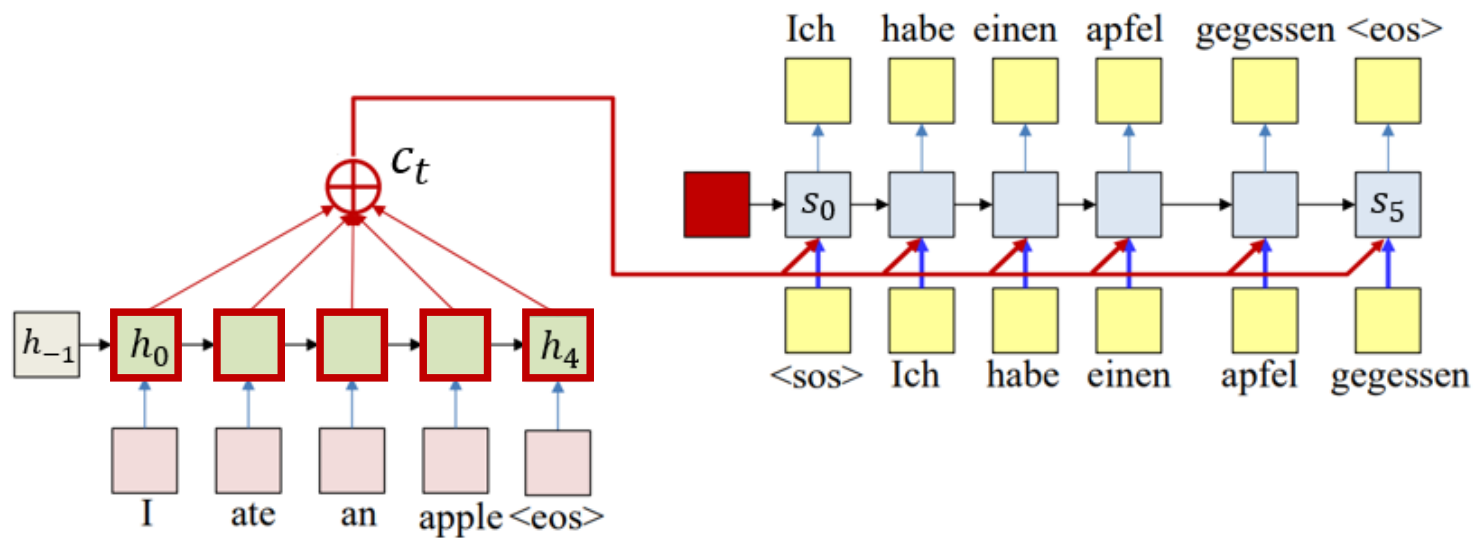 Ich habe einen apfel gegessen <eos>
c_t
s_0 s_5
h_{-1} h_0 h_4
<sos> Ich habe einen apfel gegessen
I ate an apple <eos>